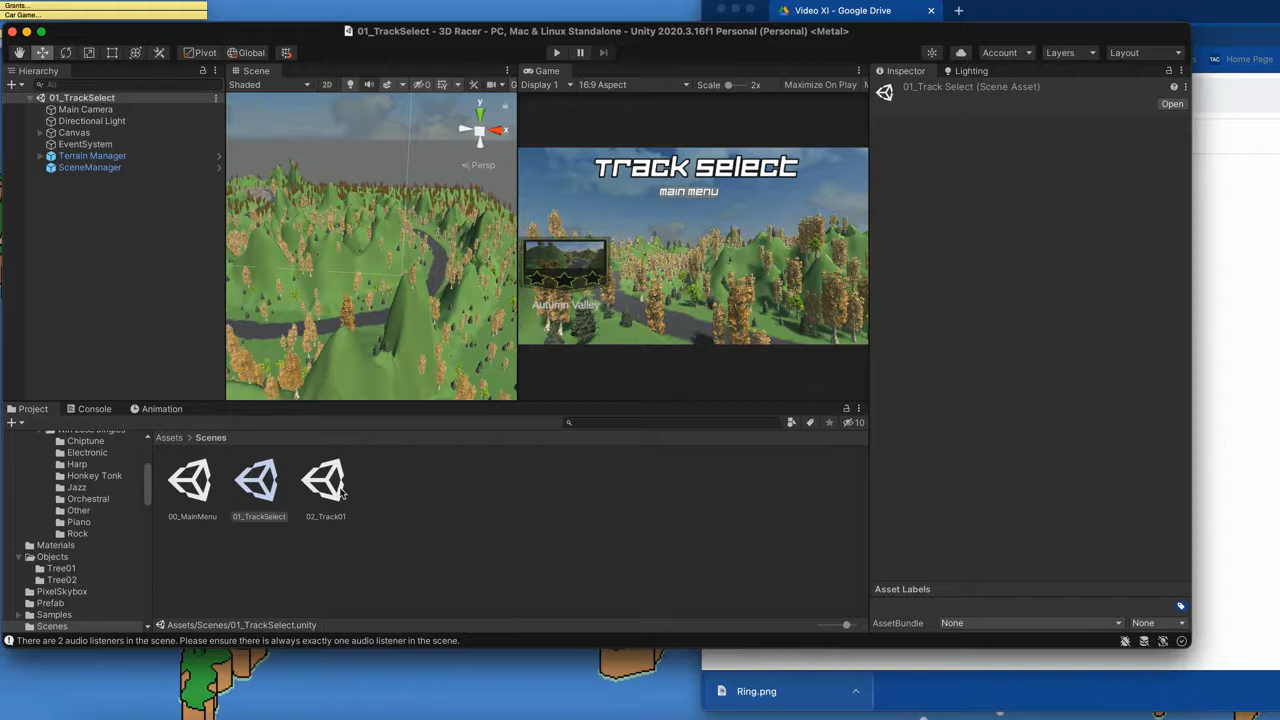 Grants...
Car Game...
Video XI - Google Drive
01_TrackSelect - 3D Racer - PC, Mac & Linux Standalone - Unity 2020.3.16f1 Personal (Personal) <Metal>
Pivot
Global
Account
Layers
Layout
TAC
Home Page
Hierarchy
Scene
Game
Inspector
Lighting
All
Shaded
2D
0
Display 1
16:9 Aspect
Scale
2x
Maximize On Play
01_TrackSelect
Main Camera
Directional Light
Canvas
EventSystem
Terrain Manager
SceneManager
y
x
Persp
Track Select
main menu
Autumn Valley
01_Track Select (Scene Asset)
Open
Project
Console
Animation
10
Assets > Scenes
Chiptune
Electronic
Harp
Honkey Tonk
Jazz
Orchestral
Other
Piano
Rock
Materials
Objects
Tree01
Tree02
PixelSkybox
Prefab
Samples
Scenes
00_MainMenu
01_TrackSelect
02_Track01
Assets/Scenes/01_TrackSelect.unity
Asset Labels
AssetBundle
None
None
There are 2 audio listeners in the scene. Please ensure there is always exactly one audio listener in the scene.
Ring.png